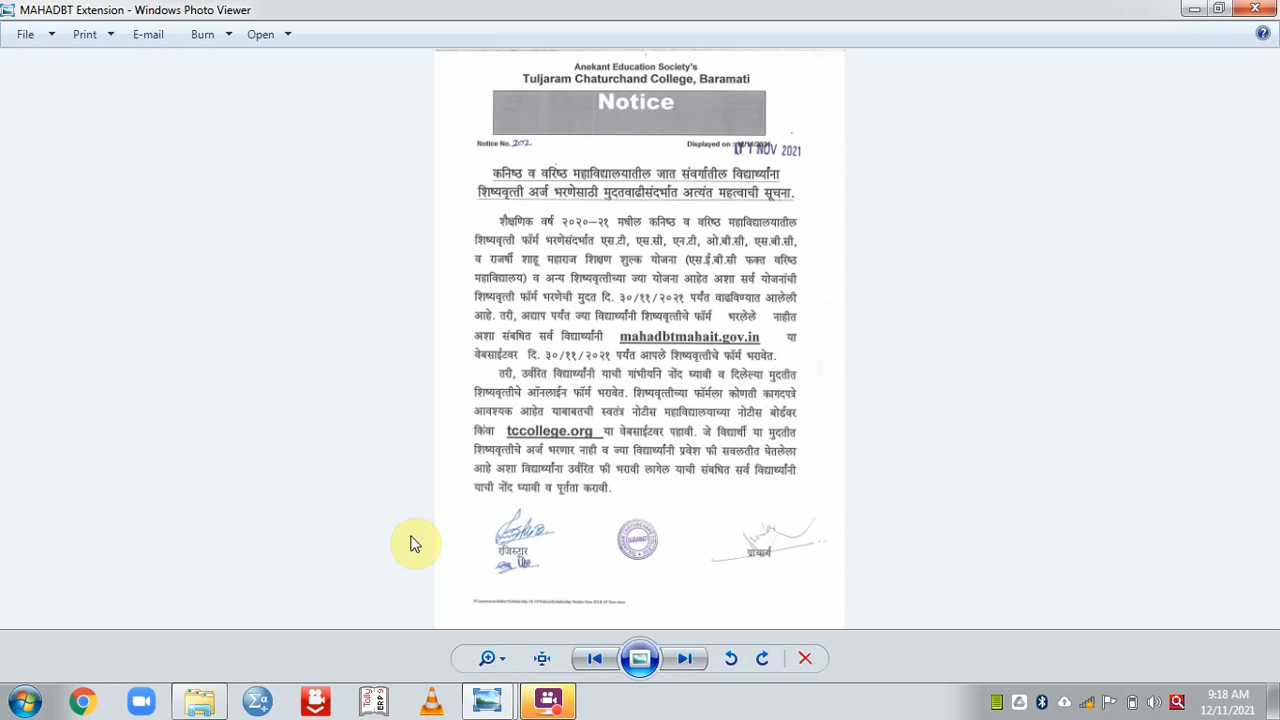 MAHADBT Extension - Windows Photo Viewer
File Print E-mail Burn Open
Anekant Education Society's
Tuljaram Chaturchand College, Baramati
Notice
Notice No. 202
Displayed on :
1 NOV 2021
कनिष्ठ व वरिष्ठ महाविद्यालयातील जात संवर्गातील विद्यार्थ्यांना
शिष्यवृत्ती अर्ज भरणेसाठी मुदतवाढीसंदर्भात अत्यंत महत्वाची सूचना.
शैक्षणिक वर्ष २०२०–२१ मधील कनिष्ठ व वरिष्ठ महाविद्यालयातील
शिष्यवृत्ती फॉर्म भरणेसंदर्भात एस.टी, एस.सी, एन.टी, ओ.बी.सी, एस.बी.सी,
व राजर्षी शाहू महाराज शिक्षण शुल्क योजना (एस.ई.बी.सी फक्त वरिष्ठ
महाविद्यालय) व अन्य शिष्यवृत्तीच्या ज्या योजना आहेत अशा सर्व योजनांची
शिष्यवृत्ती फॉर्म भरणेची मुदत दि. ३०/११/२०२१ पर्यंत वाढविण्यात आलेली
आहे. तरी, अद्याप पर्यंत ज्या विद्यार्थ्यांनी शिष्यवृत्तीचे फॉर्म भरलेले नाहीत
अशा संबधित सर्व विद्यार्थ्यांनी mahadbtmahait.gov.in या
वेबसाईटवर दि. ३०/११/२०२१ पर्यंत आपले शिष्यवृत्तीचे फॉर्म भरावेत.
तरी, उर्वरित विद्यार्थ्यांनी याची गांभीर्याने नोंद घ्यावी व दिलेल्या मुदतीत
शिष्यवृत्तीचे ऑनलाईन फॉर्म भरावेत. शिष्यवृत्तीच्या फॉर्मला कोणती कागदपत्रे
आवश्यक आहेत याबाबतची स्वतंत्र नोटीस महाविद्यालयाच्या नोटीस बोर्डवर
किंवा tccollege.org या वेबसाईटवर पहावी. जे विद्यार्थी या मुदतीत
शिष्यवृत्तीचे अर्ज भरणार नाही व ज्या विद्यार्थ्यांनी प्रवेश फी सवलतीत घेतलेला
आहे अशा विद्यार्थ्यांना उर्वरित फी भरावी लागेल याची संबधित सर्व विद्यार्थ्यांनी
याची नोंद घ्यावी व पूर्तता करावी.
रजिस्ट्रार
BARAMATI
प्राचार्य
9:18 AM
12/11/2021